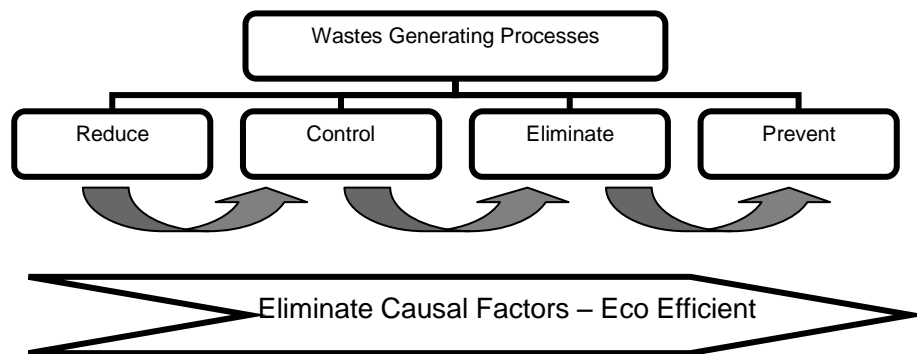 Wastes Generating Processes
Reduce
Control
Eliminate
Prevent
Eliminate Causal Factors – Eco Efficient